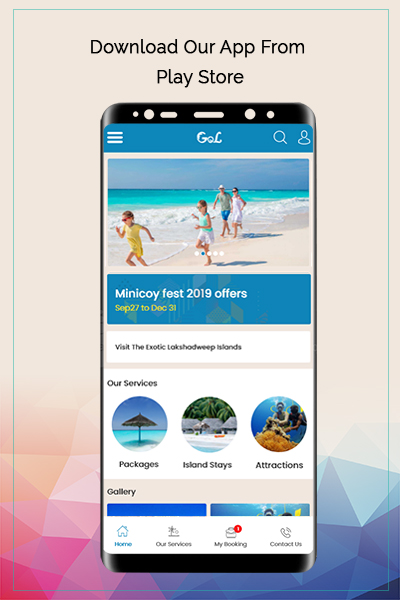 Download Our App From
Play Store
GoL
Minicoy fest 2019 offers
Sep27 to Dec 31
Visit The Exotic Lakshadweep Islands
Our Services
Packages
Island Stays
Attractions
Gallery
1
Home
Our Services
My Booking
Contact Us